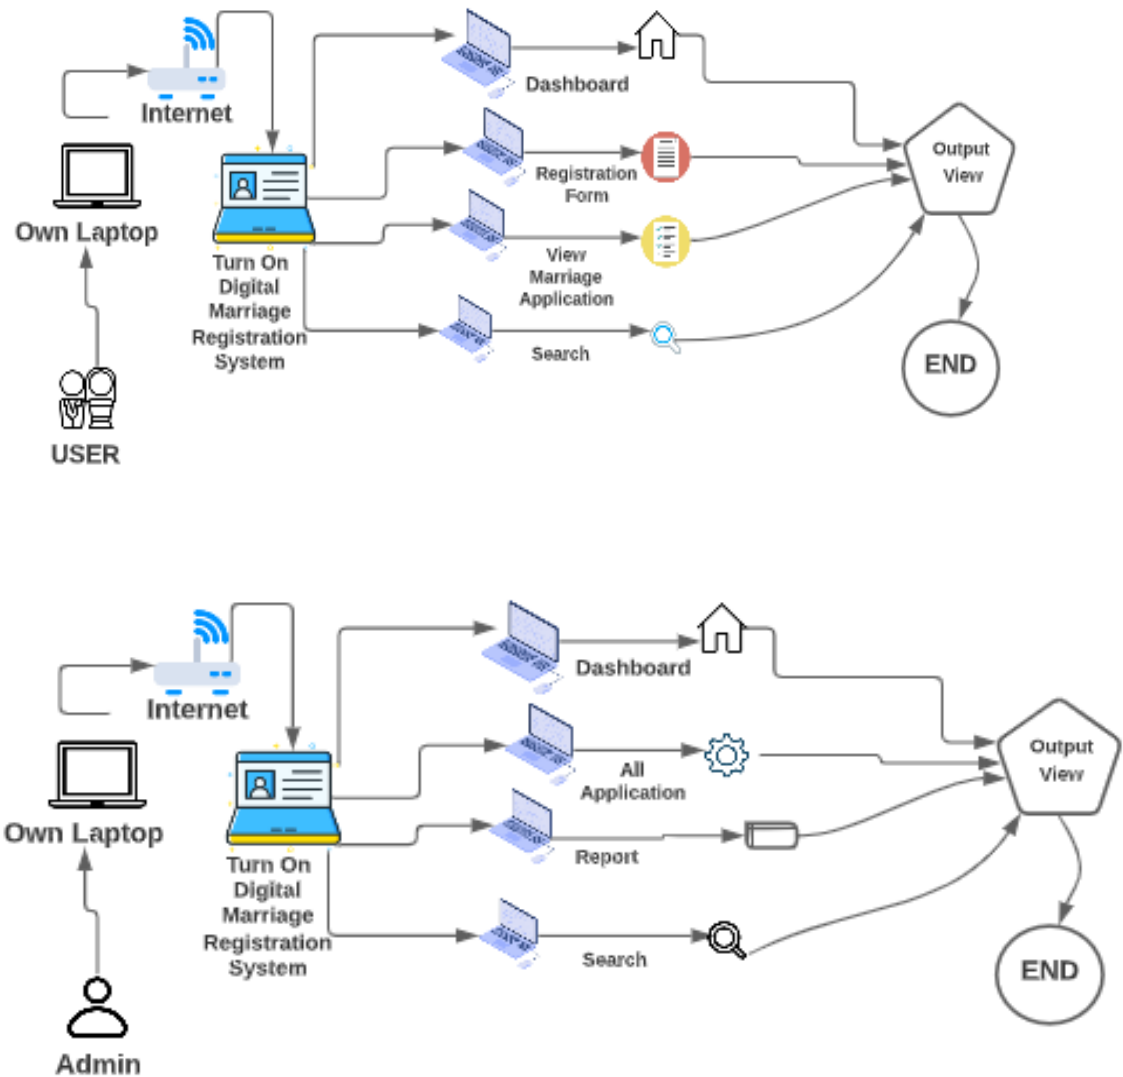 Internet
Dashboard
Output
View
Registration
Form
Own Laptop
View
Marriage
Application
Turn On
Digital
Marriage
Registration
System
Search
END
USER
Dashboard
Internet
Output
View
All
Application
Own Laptop
Report
Turn On
Digital
Marriage
Registration
System
Search
END
Admin